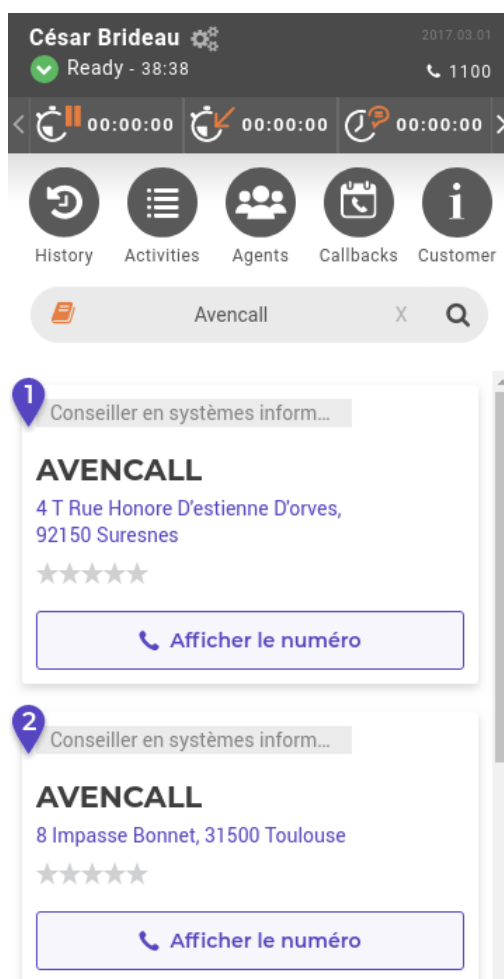 César Brideau
2017.03.01
Ready - 38:38
1100
00:00:00 00:00:00 00:00:00
History Activities Agents Callbacks Customer
Avencall X
1
Conseiller en systèmes inform...
AVENCALL
4 T Rue Honore D'estienne D'orves,
92150 Suresnes
Afficher le numéro
2
Conseiller en systèmes inform...
AVENCALL
8 Impasse Bonnet, 31500 Toulouse
Afficher le numéro